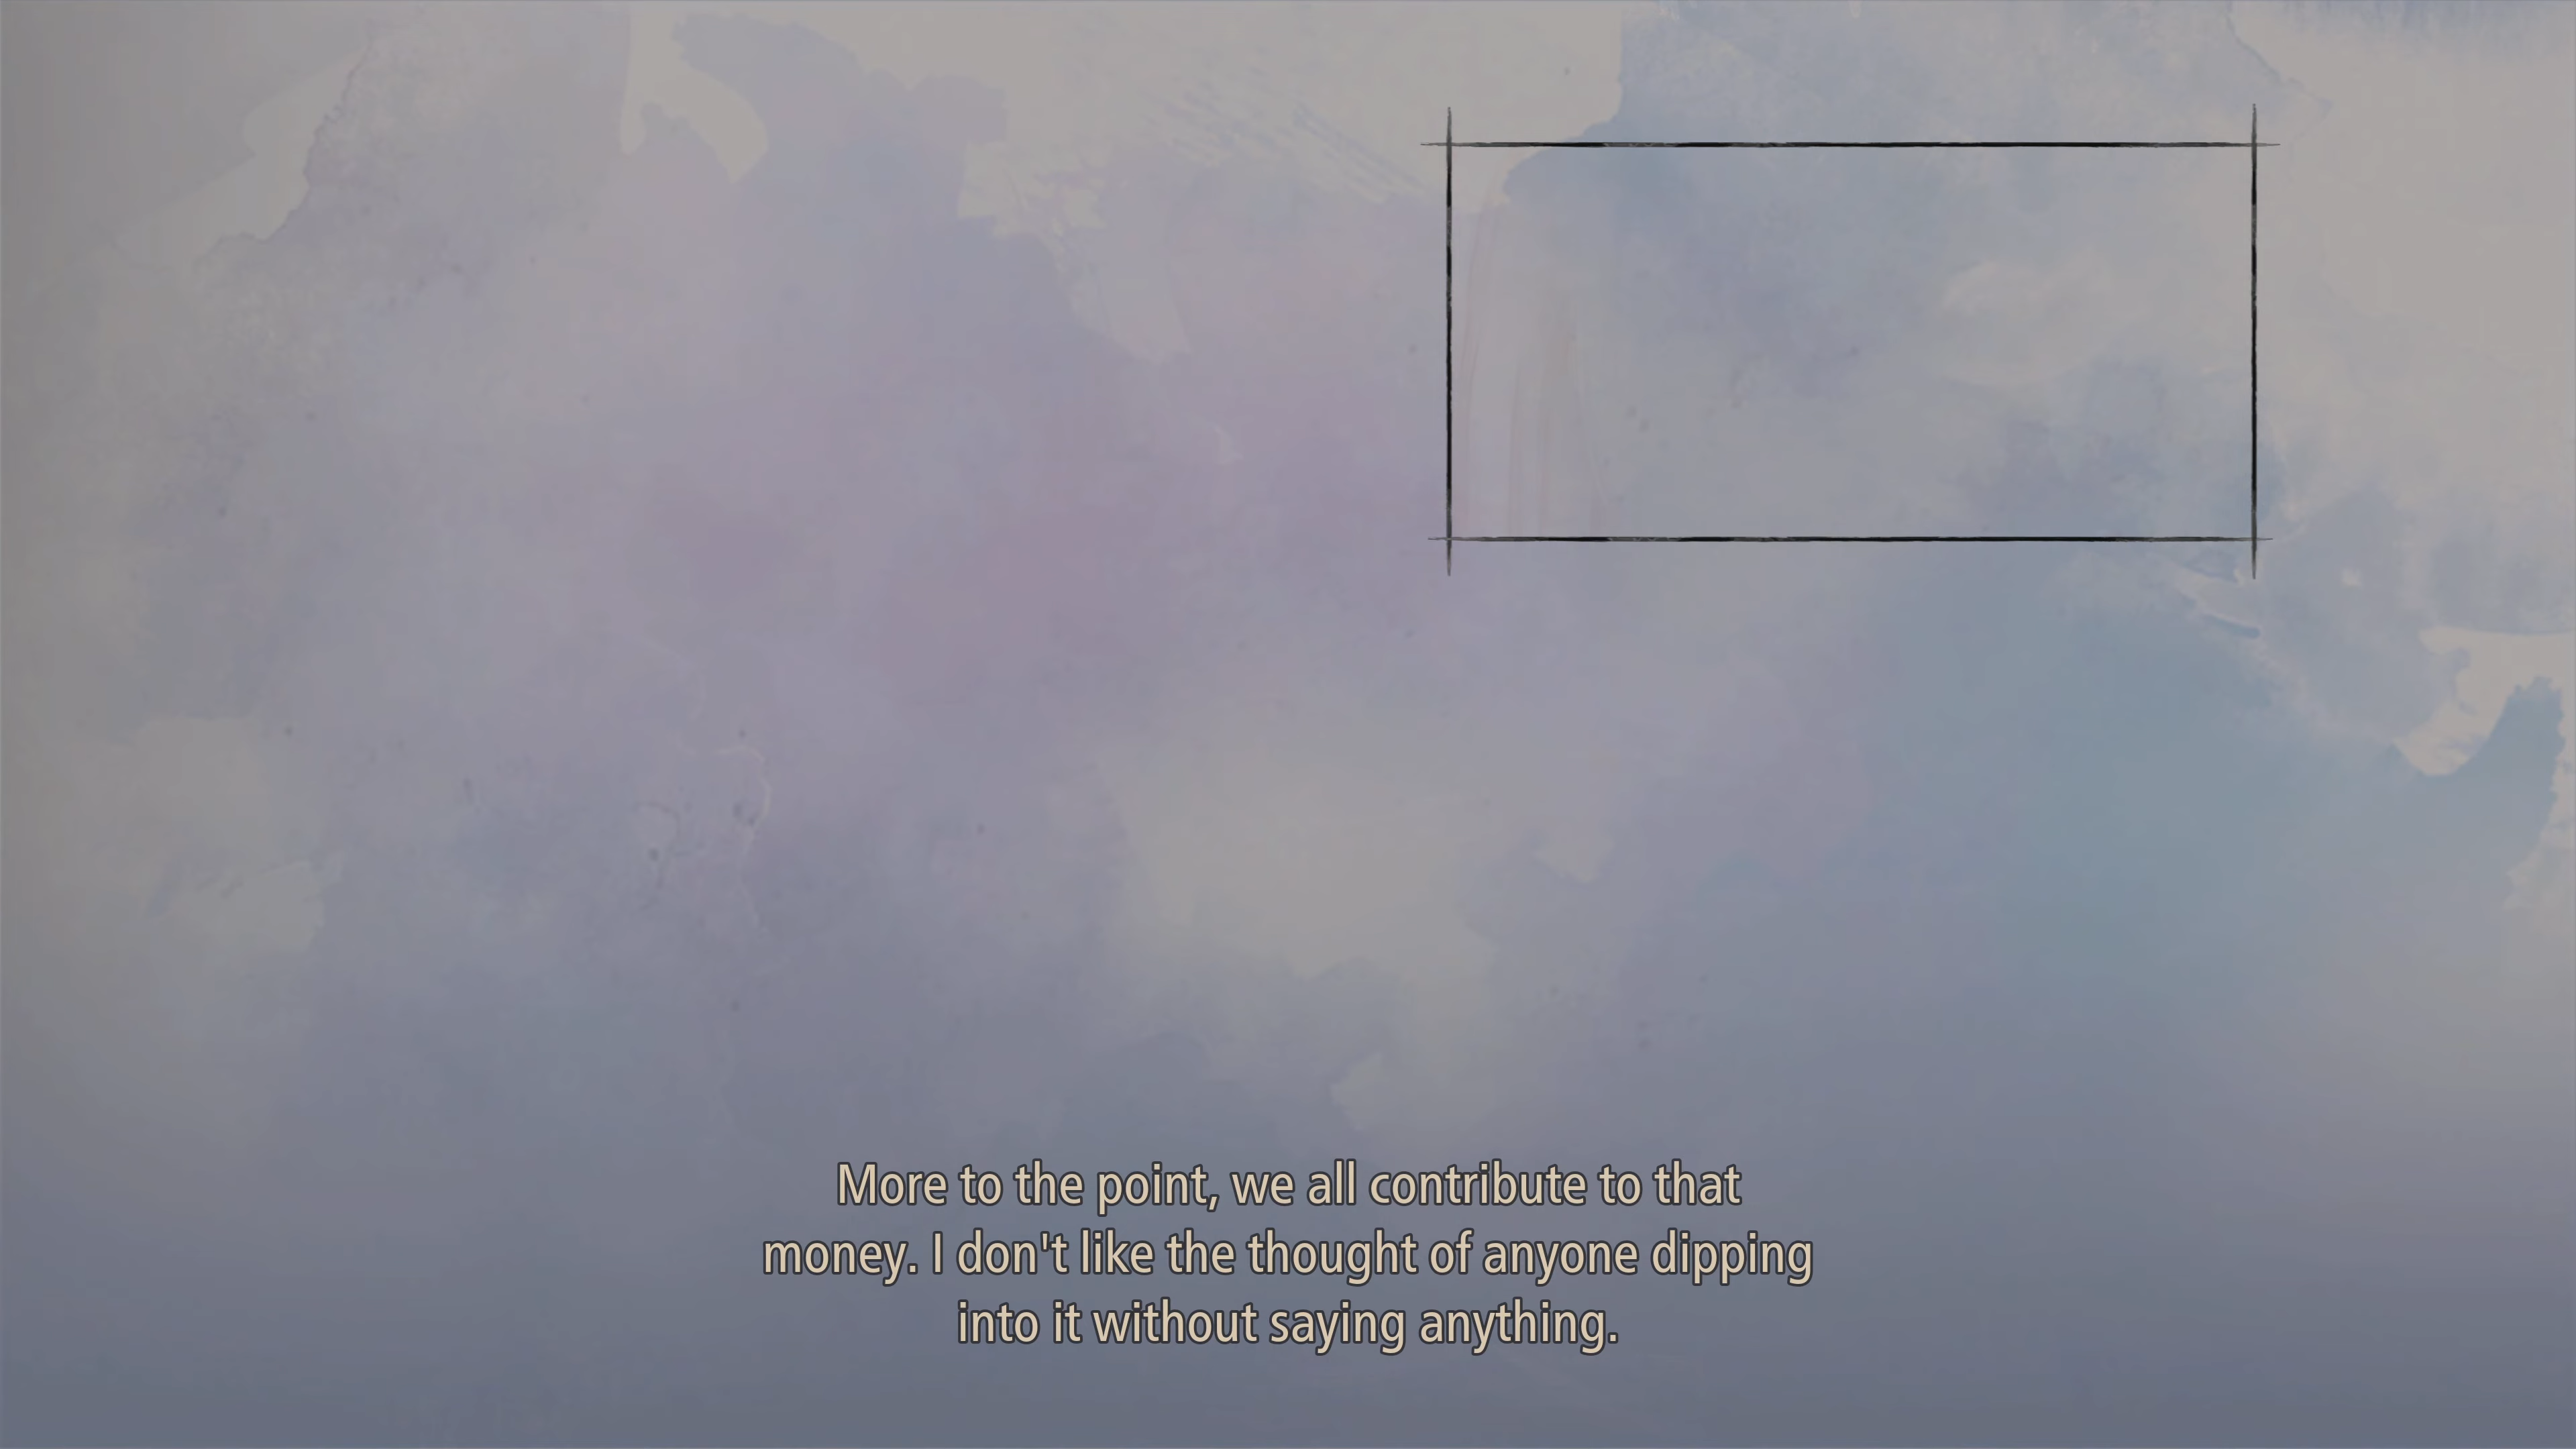 More to the point, we all contribute to that
money. I don't like the thought of anyone dipping
into it without saying anything.